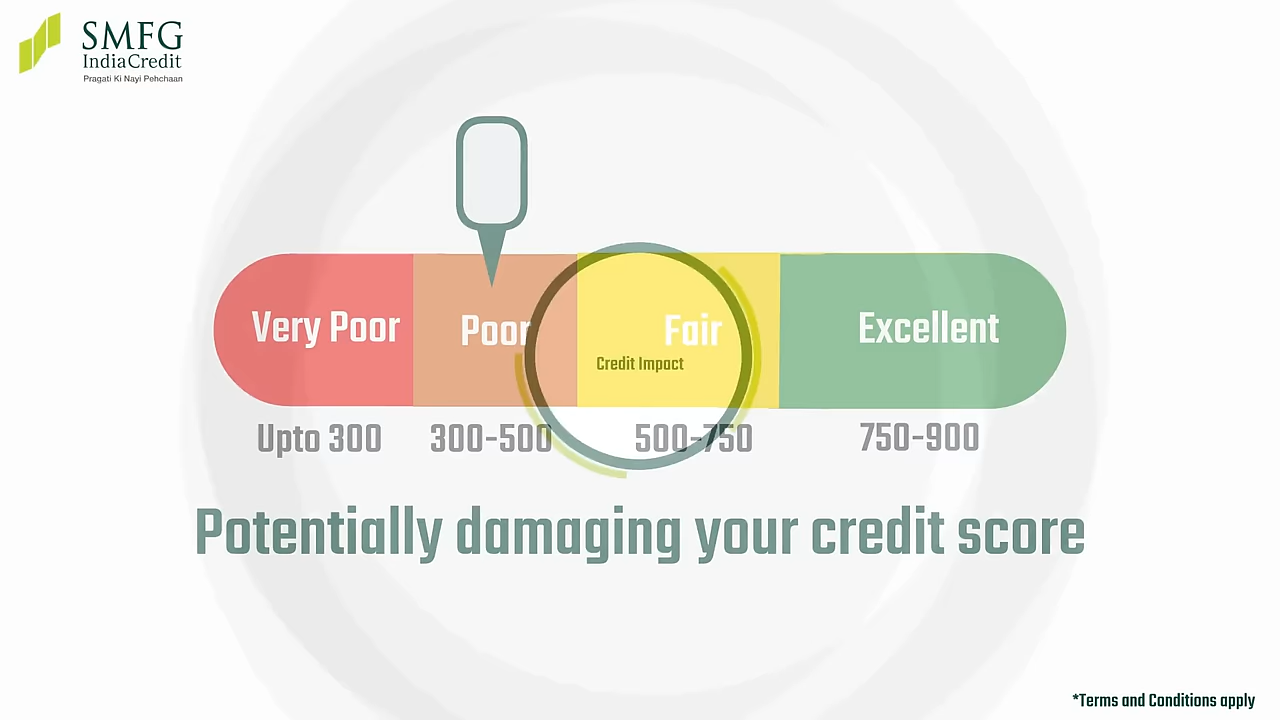 SMFG
IndiaCredit
Pragati Ki Nayi Pehchaan
Very Poor
Poor
Fair
Excellent
Credit Impact
Upto 300
300-500
500-750
750-900
Potentially damaging your credit score
*Terms and Conditions apply